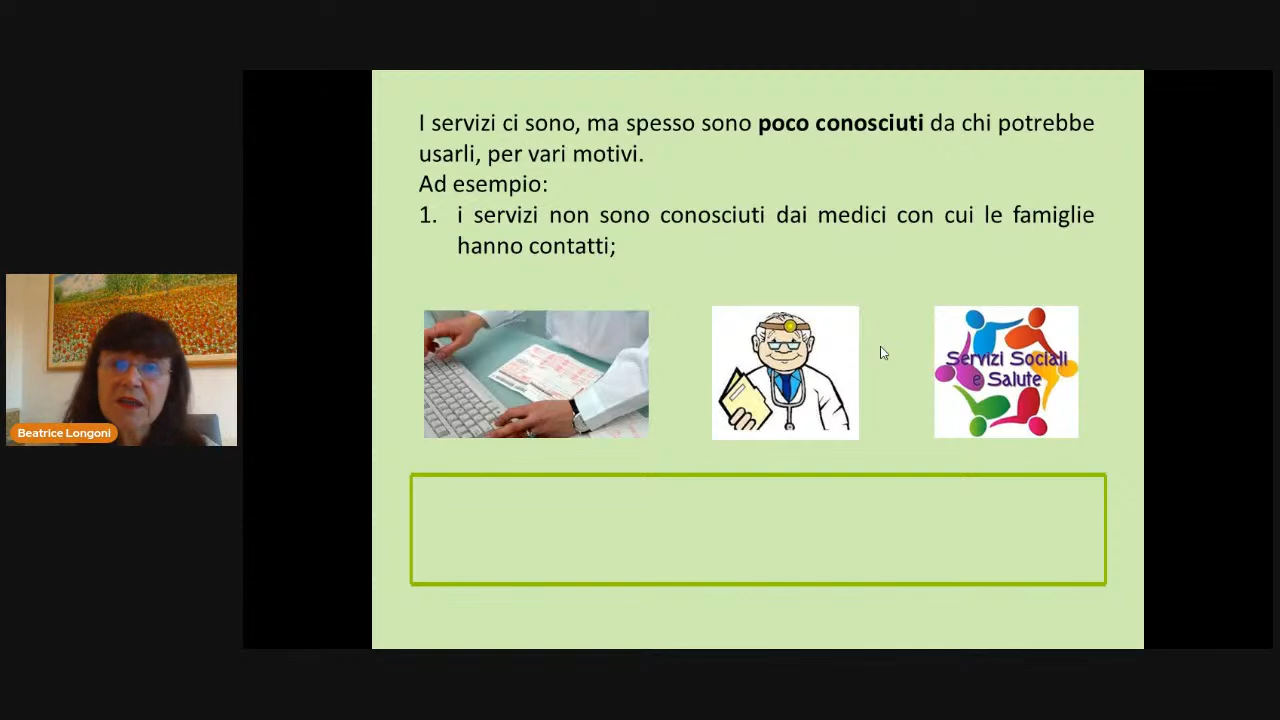 I servizi ci sono, ma spesso sono poco conosciuti da chi potrebbe
usarli, per vari motivi.
Ad esempio:
1. i servizi non sono conosciuti dai medici con cui le famiglie
hanno contatti;
Servizi Sociali
e Salute
Beatrice Longoni